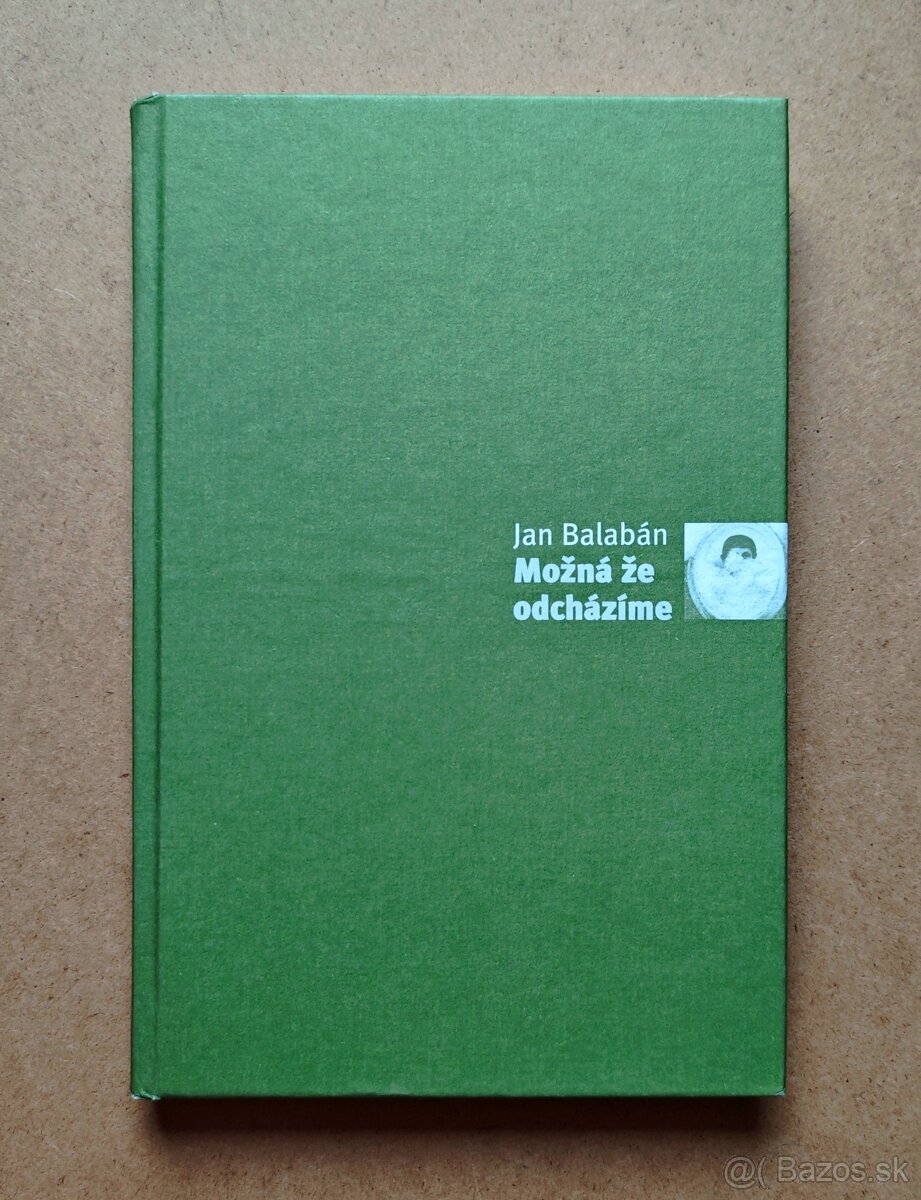 Jan Balabán
Možná že
odcházíme
@( Bazos.sk